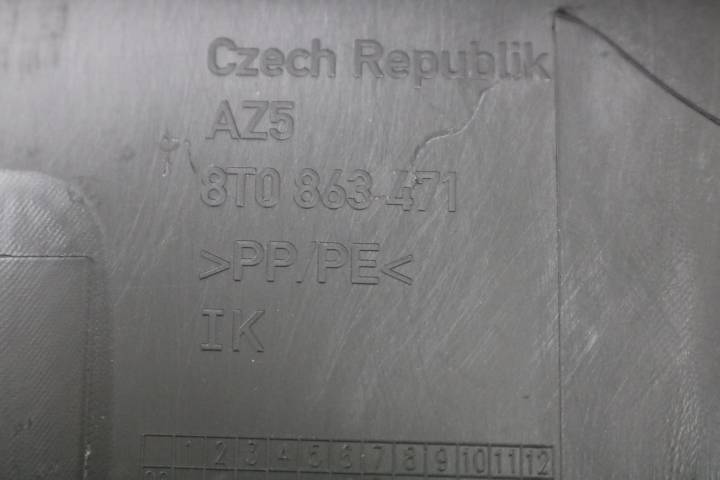 Czech Republik
AZ5
8T0 863 471
>PP/PE<
IK
1 2 3 4 5 6 7 8 9 10 11 12